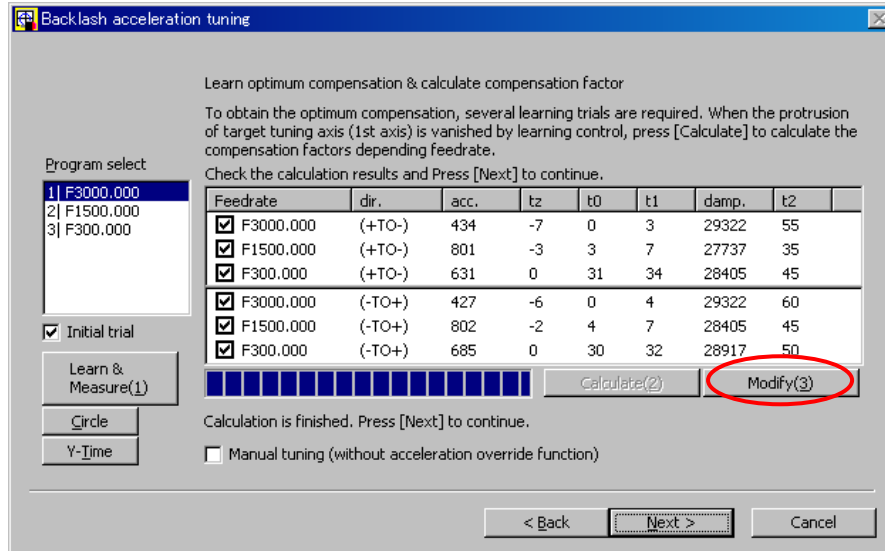 Backlash acceleration tuning
Learn optimum compensation & calculate compensation factor
To obtain the optimum compensation, several learning trials are required. When the protrusion
of target tuning axis (1st axis) is vanished by learning control, press [Calculate] to calculate the
compensation factors depending feedrate.
Check the calculation results and Press [Next] to continue.
Program select
1| F3000.000
2| F1500.000
3| F300.000
Feedrate dir. acc. tz t0 t1 damp. t2
F3000.000 (+TO-) 434 -7 0 3 29322 55
F1500.000 (+TO-) 801 -3 3 7 27737 35
F300.000 (+TO-) 631 0 31 34 28405 45
F3000.000 (-TO+) 427 -6 0 4 29322 60
F1500.000 (-TO+) 802 -2 4 7 28405 45
F300.000 (-TO+) 685 0 30 32 28917 50
Initial trial
Learn &
Measure(1)
Calculate(2)
Modify(3)
Circle
Calculation is finished. Press [Next] to continue.
Y-Time
Manual tuning (without acceleration override function)
< Back
Next >
Cancel